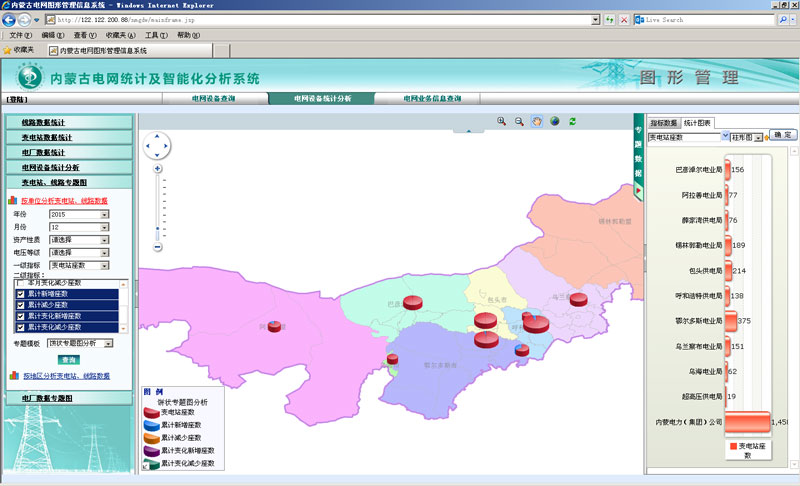 内蒙古电网图形管理信息系统 - Windows Internet Explorer
http://122.122.200.88/nmgdw/mainframe.jsp
Live Search
文件(F) 编辑(E) 查看(V) 收藏夹(A) 工具(T) 帮助(H)
收藏夹 内蒙古电网图形管理信息系统
内蒙古电网统计及智能化分析系统
图形管理
[登陆] 电网设备查询 电网设备统计分析 电网业务信息查询
线路数据统计
变电站数据统计
电厂数据统计
电网设备统计分析
变电站、线路专题图
按单位分析变电站、线路数据
年份 2015
月份 12
资产性质 请选择
电压等级 请选择
一级指标 变电站座数
二级指标:
本月变化减少座数
累计新增座数
累计减少座数
累计变化新增座数
累计变化减少座数
专题模板 饼状专题图分析
查询
按地区分析变电站、线路数据
电厂数据专题图
锡林郭勒盟
包头市
图 例
饼状专题图分析
变电站座数
累计新增座数
累计减少座数
累计变化新增座数
累计变化减少座数
专题数据
指标数据 统计图表
变电站座数 柱形图 确 定
巴彦淖尔电业局 156
阿拉善电业局 77
薛家湾供电局 76
锡林郭勒电业局 189
包头供电局 214
呼和浩特供电局 138
鄂尔多斯电业局 375
乌兰察布电业局 151
乌海电业局 62
超高压供电局 19
内蒙电力（集团）公司
变电站座数